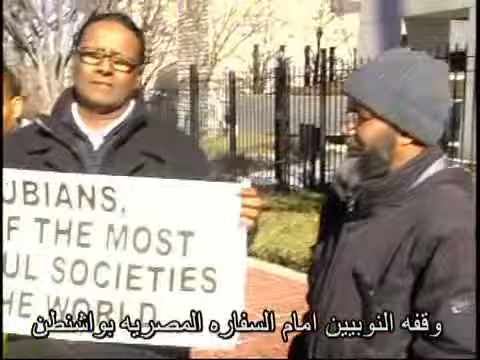 UBIANS,
F THE MOST
UL SOCIETIES
HE WORLD
وقفه النوبيين امام السفاره المصريه بواشنطن